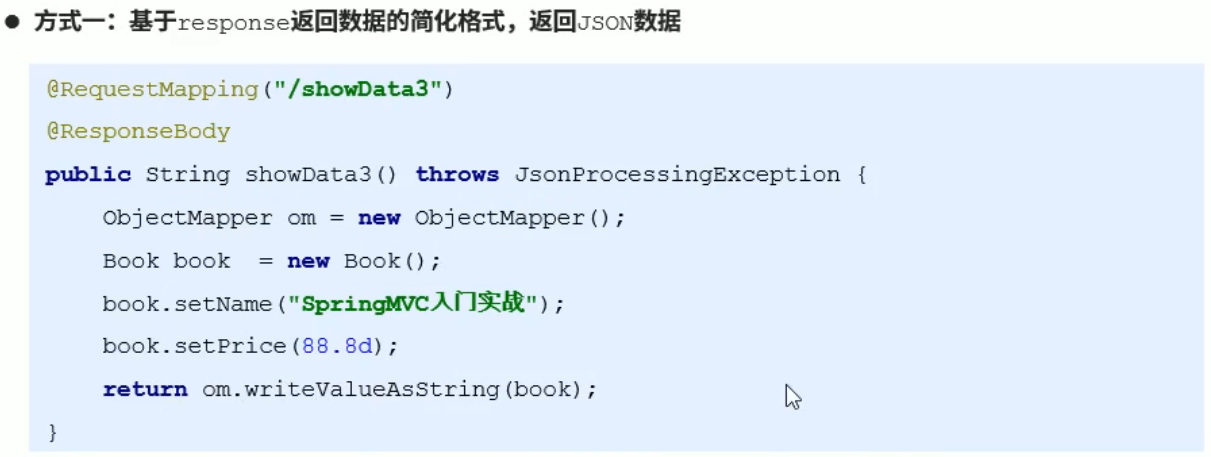 ● 方式一：基于response返回数据的简化格式，返回JSON数据
@RequestMapping("/showData3")
@ResponseBody
public String showData3() throws JsonProcessingException {
    ObjectMapper om = new ObjectMapper();
    Book book  = new Book();
    book.setName("SpringMVC入门实战");
    book.setPrice(88.8d);
    return om.writeValueAsString(book);
}